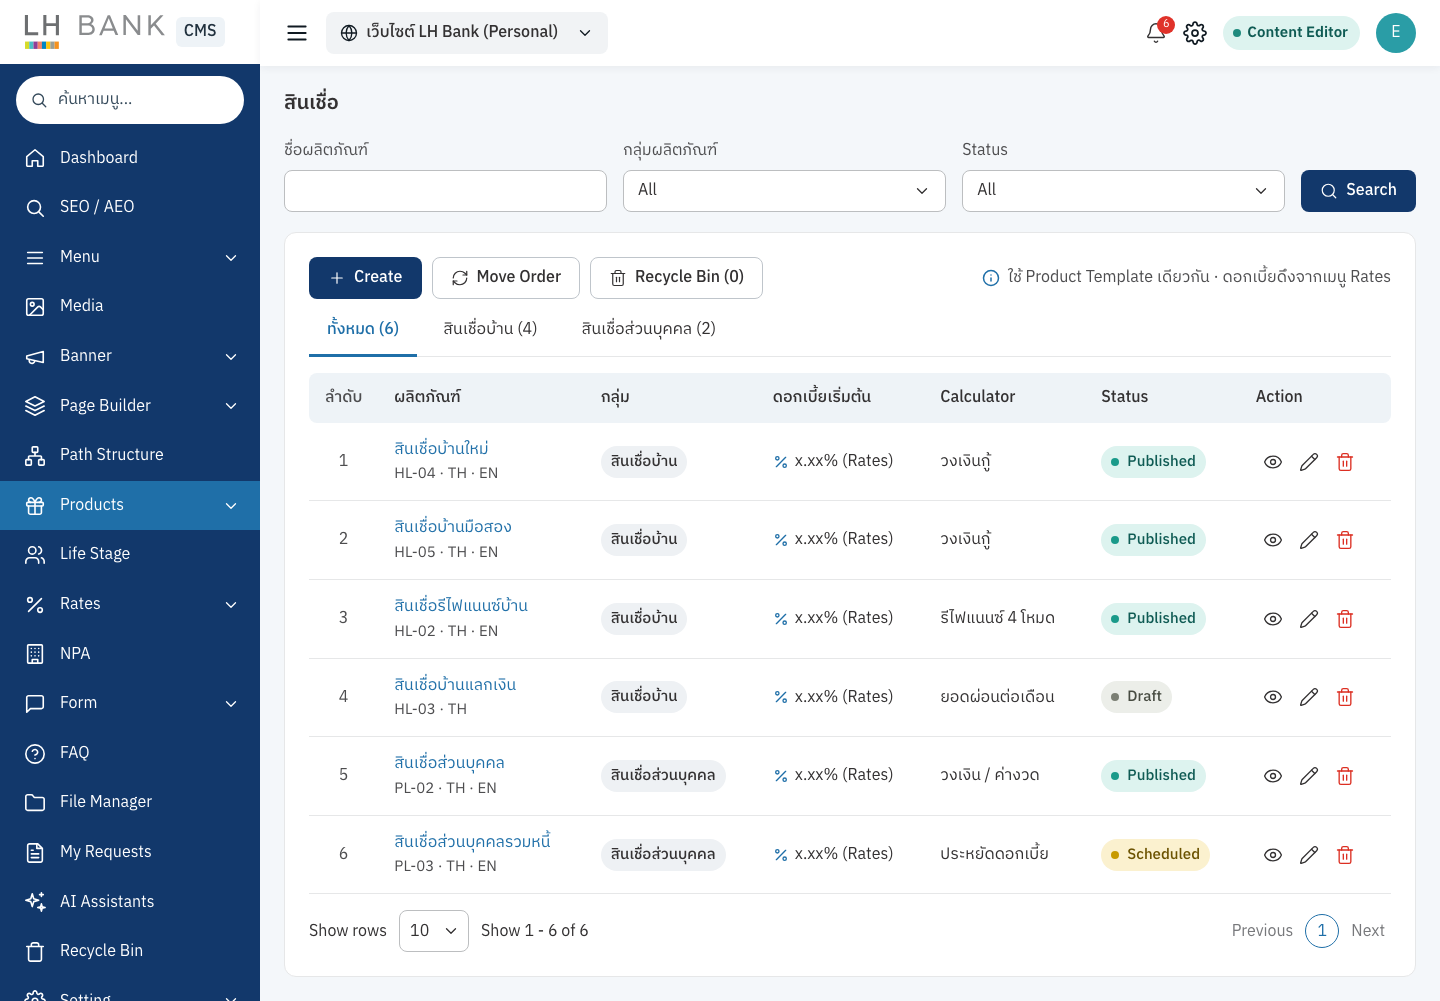 LH BANK CMS
เว็บไซต์ LH Bank (Personal)
6
Content Editor
E
ค้นหาเมนู...
Dashboard
SEO / AEO
Menu
Media
Banner
Page Builder
Path Structure
Products
Life Stage
Rates
NPA
Form
FAQ
File Manager
My Requests
AI Assistants
Recycle Bin
Setting
สินเชื่อ
ชื่อผลิตภัณฑ์
กลุ่มผลิตภัณฑ์ All
Status All
Search
Create
Move Order
Recycle Bin (0)
ใช้ Product Template เดียวกัน · ดอกเบี้ยดึงจากเมนู Rates
ทั้งหมด (6) สินเชื่อบ้าน (4) สินเชื่อส่วนบุคคล (2)
ลำดับ ผลิตภัณฑ์ กลุ่ม ดอกเบี้ยเริ่มต้น Calculator Status Action
1 สินเชื่อบ้านใหม่ สินเชื่อบ้าน x.xx% (Rates) วงเงินกู้ Published
HL-04 · TH · EN
2 สินเชื่อบ้านมือสอง สินเชื่อบ้าน x.xx% (Rates) วงเงินกู้ Published
HL-05 · TH · EN
3 สินเชื่อรีไฟแนนซ์บ้าน สินเชื่อบ้าน x.xx% (Rates) รีไฟแนนซ์ 4 โหมด Published
HL-02 · TH · EN
4 สินเชื่อบ้านแลกเงิน สินเชื่อบ้าน x.xx% (Rates) ยอดผ่อนต่อเดือน Draft
HL-03 · TH
5 สินเชื่อส่วนบุคคล สินเชื่อส่วนบุคคล x.xx% (Rates) วงเงิน / ค่างวด Published
PL-02 · TH · EN
6 สินเชื่อส่วนบุคคลรวมหนี้ สินเชื่อส่วนบุคคล x.xx% (Rates) ประหยัดดอกเบี้ย Scheduled
PL-03 · TH · EN
Show rows 10 Show 1 - 6 of 6
Previous 1 Next